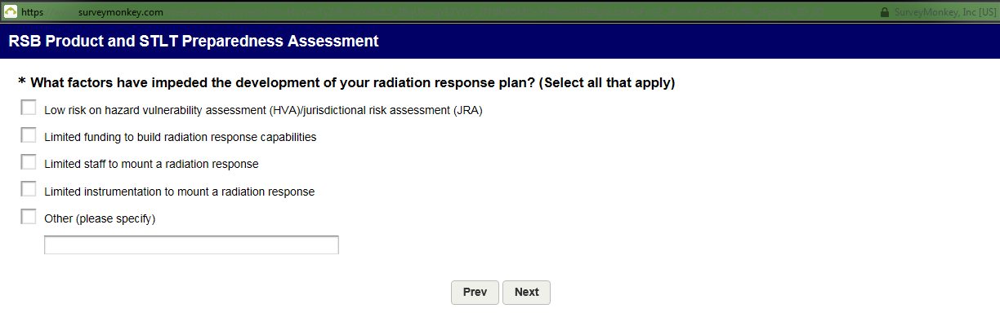 https surveymonkey.com SurveyMonkey, Inc [US]
RSB Product and STLT Preparedness Assessment
* What factors have impeded the development of your radiation response plan? (Select all that apply)
Low risk on hazard vulnerability assessment (HVA)/jurisdictional risk assessment (JRA)
Limited funding to build radiation response capabilities
Limited staff to mount a radiation response
Limited instrumentation to mount a radiation response
Other (please specify)
Prev Next